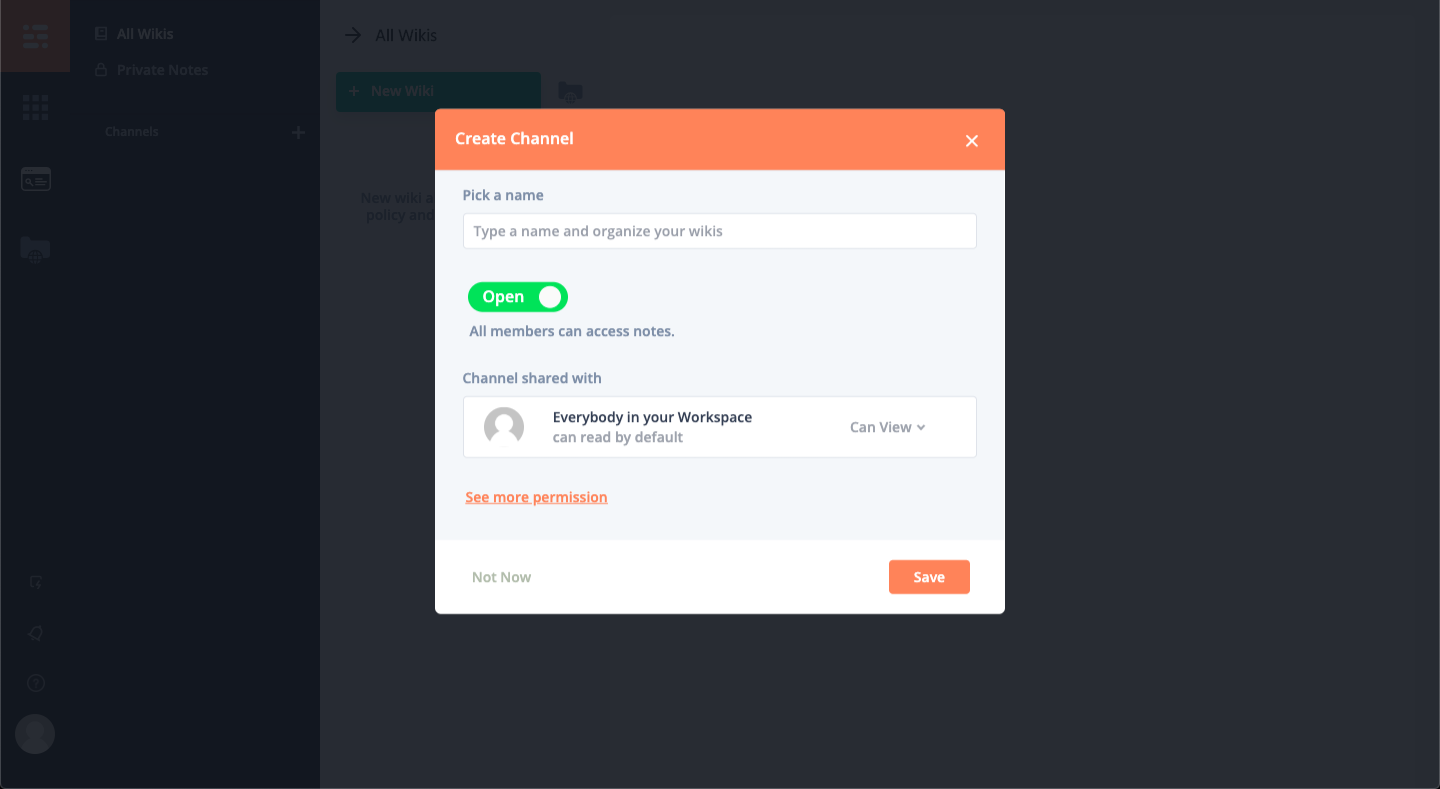 All Wikis
Private Notes
Channels
All Wikis
New Wiki
New wiki a
policy and
Create Channel
Pick a name
Type a name and organize your wikis
Open
All members can access notes.
Channel shared with
Everybody in your Workspace
can read by default
Can View
See more permission
Not Now
Save